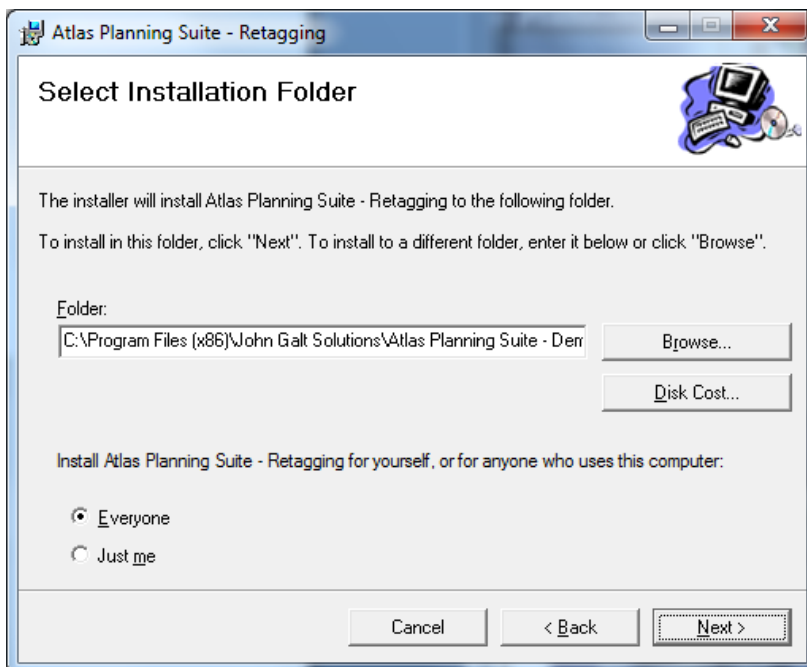 Atlas Planning Suite - Retagging
Select Installation Folder
The installer will install Atlas Planning Suite - Retagging to the following folder.
To install in this folder, click "Next". To install to a different folder, enter it below or click "Browse".
Folder:
C:\Program Files (x86)\John Galt Solutions\Atlas Planning Suite - Dem
Browse...
Disk Cost...
Install Atlas Planning Suite - Retagging for yourself, or for anyone who uses this computer:
Everyone
Just me
Cancel
< Back
Next >